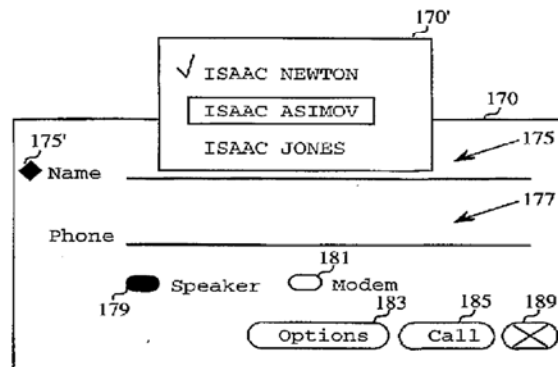 170'
ISAAC NEWTON
ISAAC ASIMOV
170
ISAAC JONES
175'
175
Name
177
Phone
181
179
Speaker
Modem
183
185
189
Options
Call